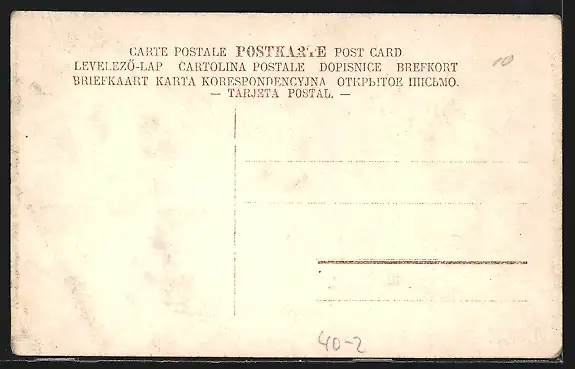 CARTE POSTALE POSTKARTE POST CARD
10
LEVELEZŐ-LAP CARTOLINA POSTALE DOPISNICE BREFKORT
BRIEFKAART KARTA KORESPONDENCYJNA ОТКРЫТОЕ ПИСЬМО.
— TARJETA POSTAL. —
40-2